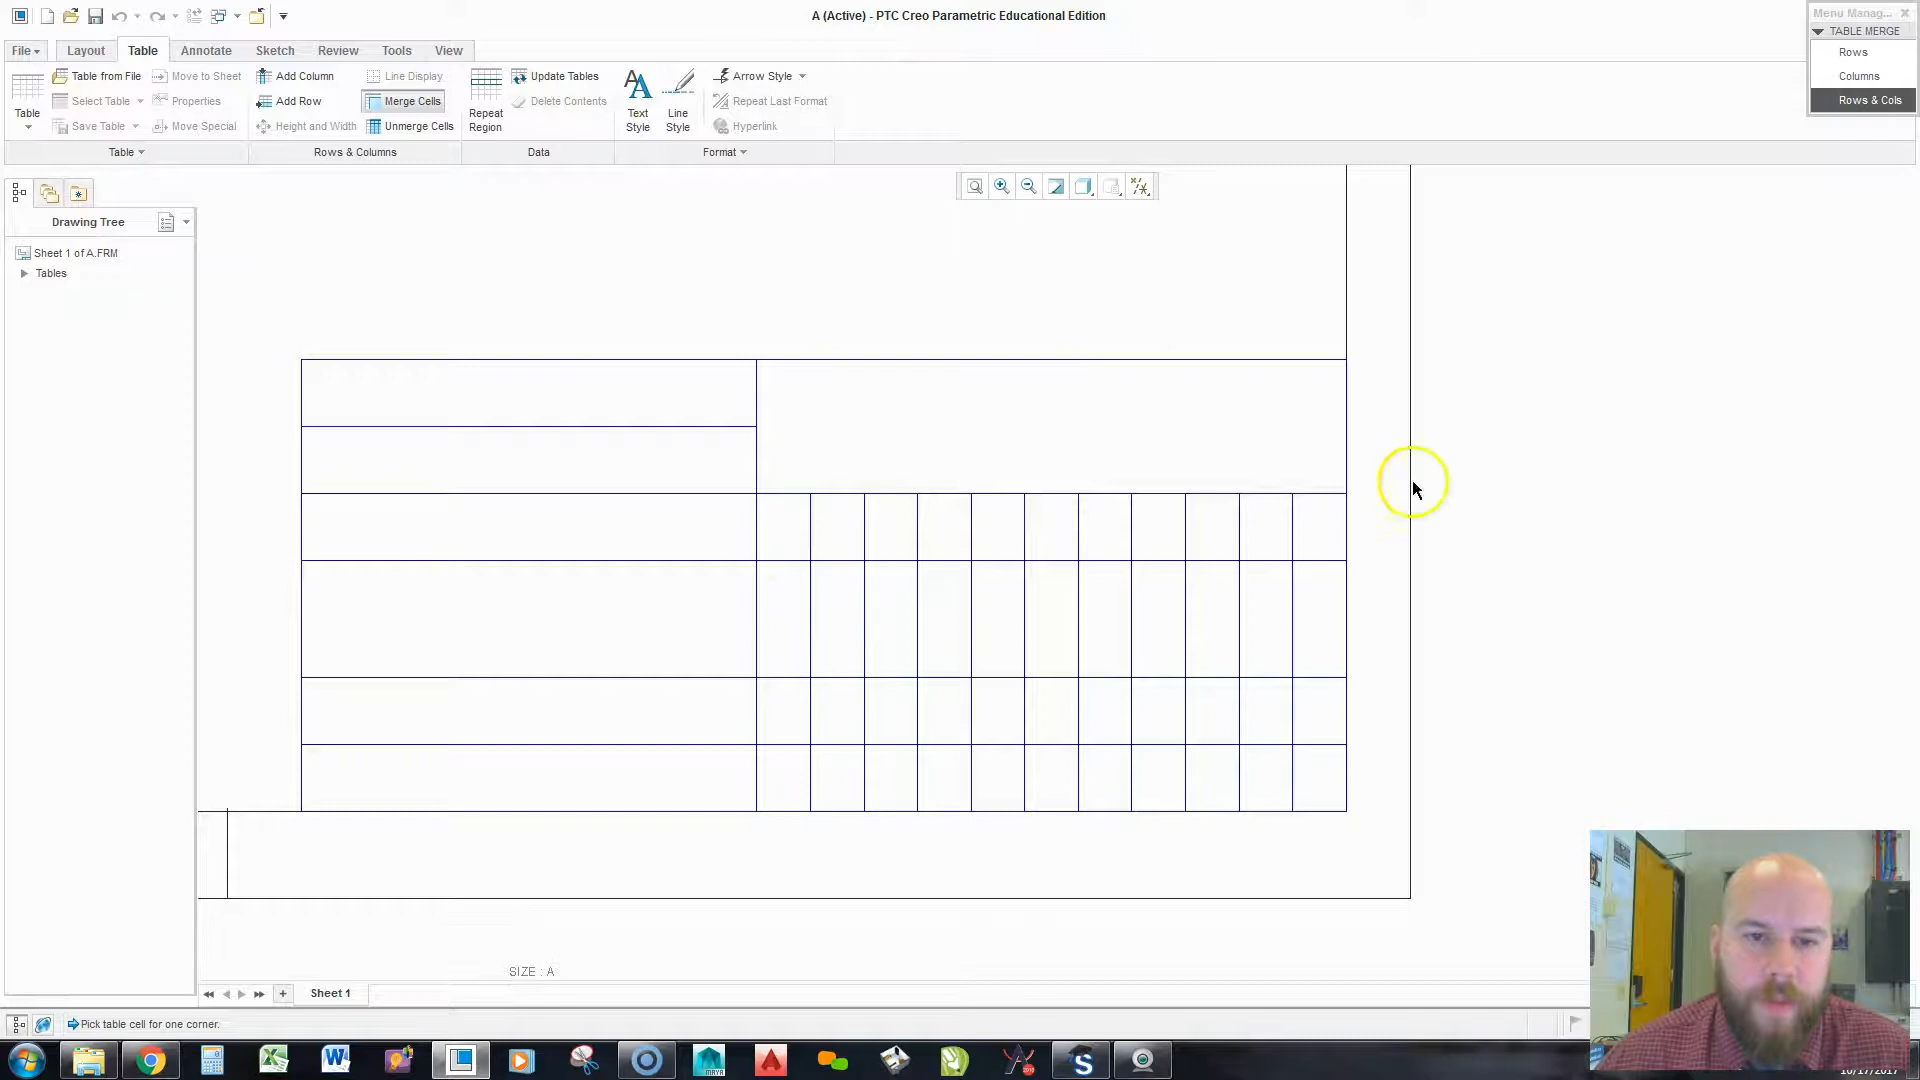 A (Active) - PTC Creo Parametric Educational Edition
Menu Manag...
File
Layout
Table
Annotate
Sketch
Review
Tools
View
TABLE MERGE
Rows
Columns
Rows & Cols
Table
Table from File
Select Table
Save Table
Move to Sheet
Properties
Move Special
Add Column
Add Row
Height and Width
Line Display
Merge Cells
Unmerge Cells
Repeat Region
Update Tables
Delete Contents
Text Style
Line Style
Arrow Style
Repeat Last Format
Hyperlink
Table
Rows & Columns
Data
Format
Drawing Tree
Sheet 1 of A.FRM
Tables
SIZE : A
Sheet 1
Pick table cell for one corner.
10/17/2017